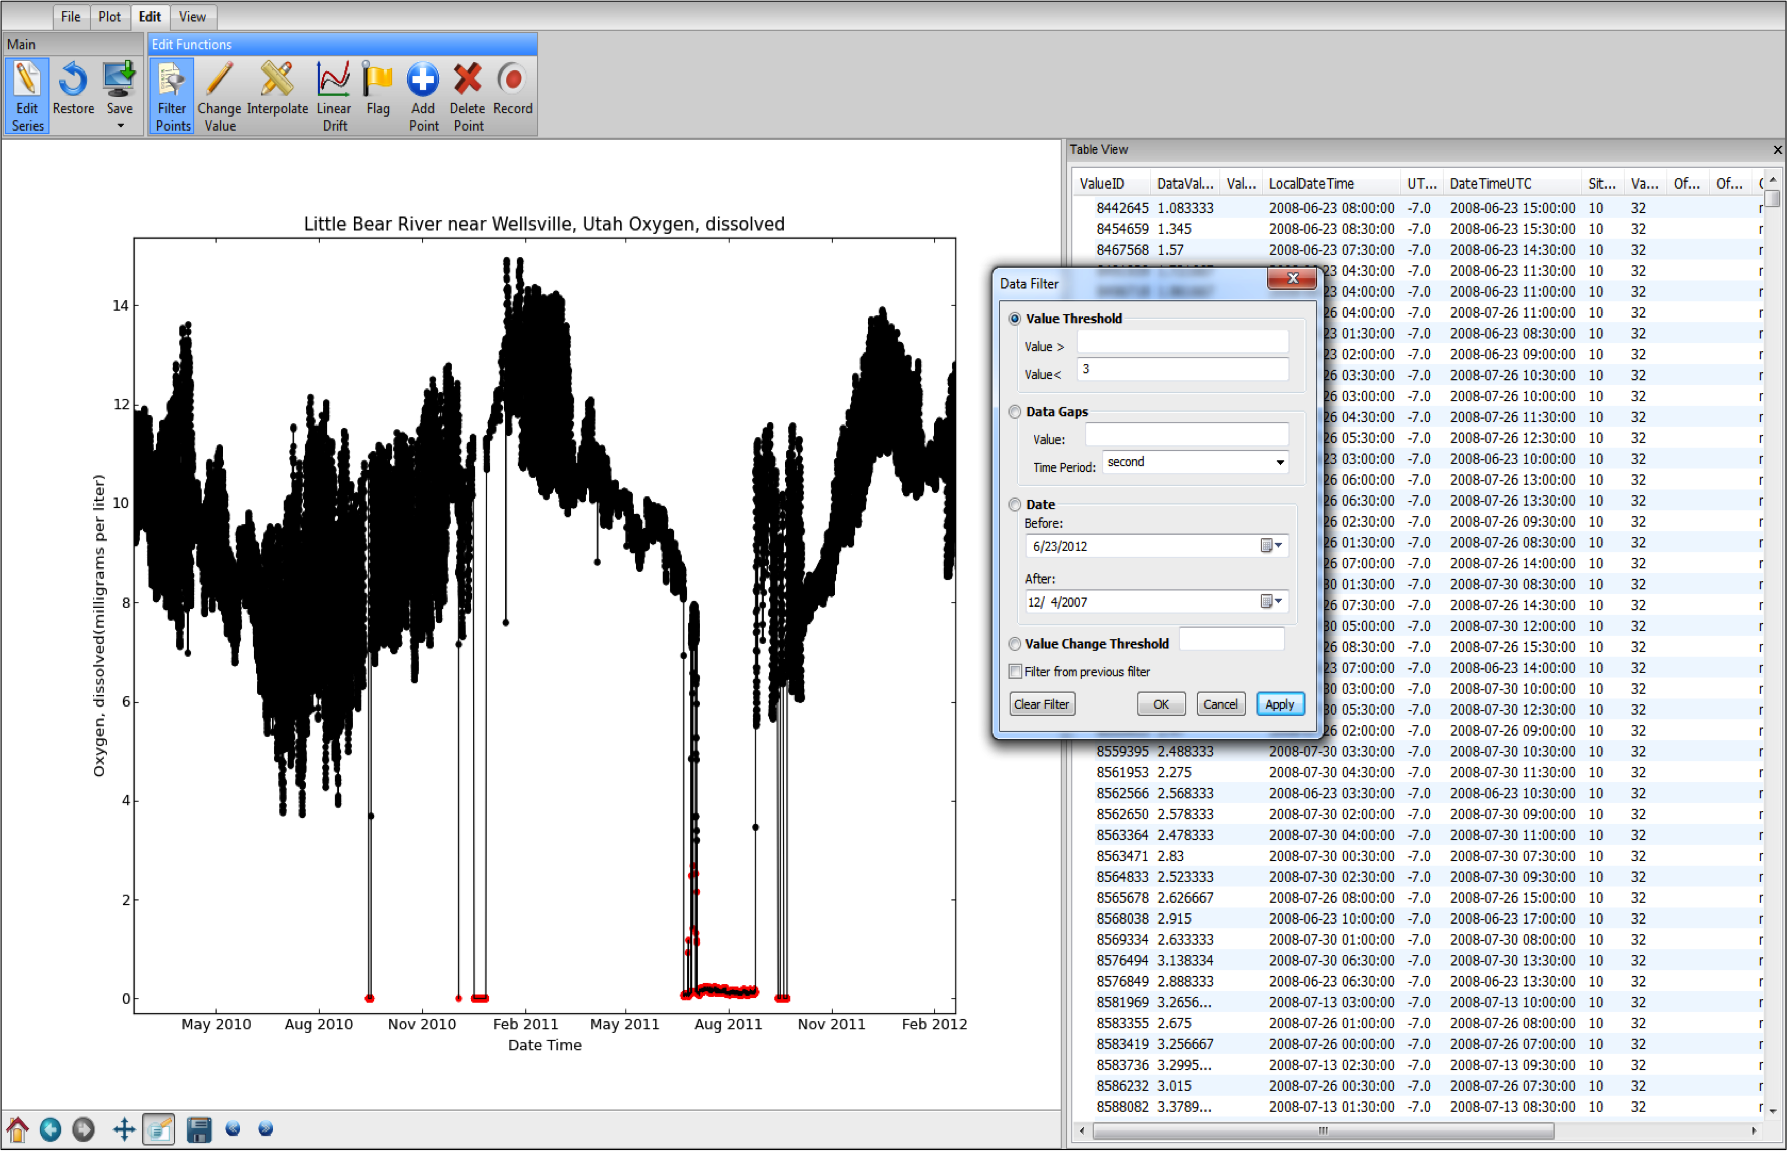 File Plot Edit View
Main Edit Functions
Edit Series Restore Save Filter Points Change Value Interpolate Linear Drift Flag Add Point Delete Point Record
Little Bear River near Wellsville, Utah Oxygen, dissolved
14
12
10
8
6
4
2
0
Oxygen, dissolved(milligrams per liter)
May 2010 Aug 2010 Nov 2010 Feb 2011 May 2011 Aug 2011 Nov 2011 Feb 2012
Date Time
Data Filter
Value Threshold
Value >
Value< 3
Data Gaps
Value:
Time Period: second
Date
Before:
6/23/2012
After:
12/ 4/2007
Value Change Threshold
Filter from previous filter
Clear Filter OK Cancel Apply
Table View
ValueID DataVal... Val... LocalDateTime UT... DateTimeUTC Sit... Va... Of... Of...
8442645 1.083333 2008-06-23 08:00:00 -7.0 2008-06-23 15:00:00 10 32
8454659 1.345 2008-06-23 08:30:00 -7.0 2008-06-23 15:30:00 10 32
8467568 1.57 2008-06-23 07:30:00 -7.0 2008-06-23 14:30:00 10 32
23 04:30:00 -7.0 2008-06-23 11:30:00 10 32
23 04:00:00 -7.0 2008-06-23 11:00:00 10 32
26 04:00:00 -7.0 2008-07-26 11:00:00 10 32
23 01:30:00 -7.0 2008-06-23 08:30:00 10 32
23 02:00:00 -7.0 2008-06-23 09:00:00 10 32
26 03:30:00 -7.0 2008-07-26 10:30:00 10 32
26 03:00:00 -7.0 2008-07-26 10:00:00 10 32
26 04:30:00 -7.0 2008-07-26 11:30:00 10 32
26 05:30:00 -7.0 2008-07-26 12:30:00 10 32
23 03:00:00 -7.0 2008-06-23 10:00:00 10 32
26 06:00:00 -7.0 2008-07-26 13:00:00 10 32
26 06:30:00 -7.0 2008-07-26 13:30:00 10 32
26 02:30:00 -7.0 2008-07-26 09:30:00 10 32
26 01:30:00 -7.0 2008-07-26 08:30:00 10 32
26 07:00:00 -7.0 2008-07-26 14:00:00 10 32
30 01:30:00 -7.0 2008-07-30 08:30:00 10 32
26 07:30:00 -7.0 2008-07-26 14:30:00 10 32
30 05:00:00 -7.0 2008-07-30 12:00:00 10 32
26 08:30:00 -7.0 2008-07-26 15:30:00 10 32
23 07:00:00 -7.0 2008-06-23 14:00:00 10 32
30 03:00:00 -7.0 2008-07-30 10:00:00 10 32
30 05:30:00 -7.0 2008-07-30 12:30:00 10 32
26 02:00:00 -7.0 2008-07-26 09:00:00 10 32
8559395 2.488333 2008-07-30 03:30:00 -7.0 2008-07-30 10:30:00 10 32
8561953 2.275 2008-07-30 04:30:00 -7.0 2008-07-30 11:30:00 10 32
8562566 2.568333 2008-06-23 03:30:00 -7.0 2008-06-23 10:30:00 10 32
8562650 2.578333 2008-07-30 02:00:00 -7.0 2008-07-30 09:00:00 10 32
8563364 2.478333 2008-07-30 04:00:00 -7.0 2008-07-30 11:00:00 10 32
8563471 2.83 2008-07-30 00:30:00 -7.0 2008-07-30 07:30:00 10 32
8564833 2.523333 2008-07-30 02:30:00 -7.0 2008-07-30 09:30:00 10 32
8565678 2.626667 2008-07-26 08:00:00 -7.0 2008-07-26 15:00:00 10 32
8568038 2.915 2008-06-23 10:00:00 -7.0 2008-06-23 17:00:00 10 32
8569334 2.633333 2008-07-30 01:00:00 -7.0 2008-07-30 08:00:00 10 32
8576494 3.138334 2008-07-30 06:30:00 -7.0 2008-07-30 13:30:00 10 32
8576849 2.888333 2008-06-23 06:30:00 -7.0 2008-06-23 13:30:00 10 32
8581969 3.2656... 2008-07-13 03:00:00 -7.0 2008-07-13 10:00:00 10 32
8583355 2.675 2008-07-26 01:00:00 -7.0 2008-07-26 08:00:00 10 32
8583419 3.256667 2008-07-26 00:00:00 -7.0 2008-07-26 07:00:00 10 32
8583736 3.2995... 2008-07-13 02:30:00 -7.0 2008-07-13 09:30:00 10 32
8586232 3.015 2008-07-26 00:30:00 -7.0 2008-07-26 07:30:00 10 32
8588082 3.3789... 2008-07-13 01:30:00 -7.0 2008-07-13 08:30:00 10 32